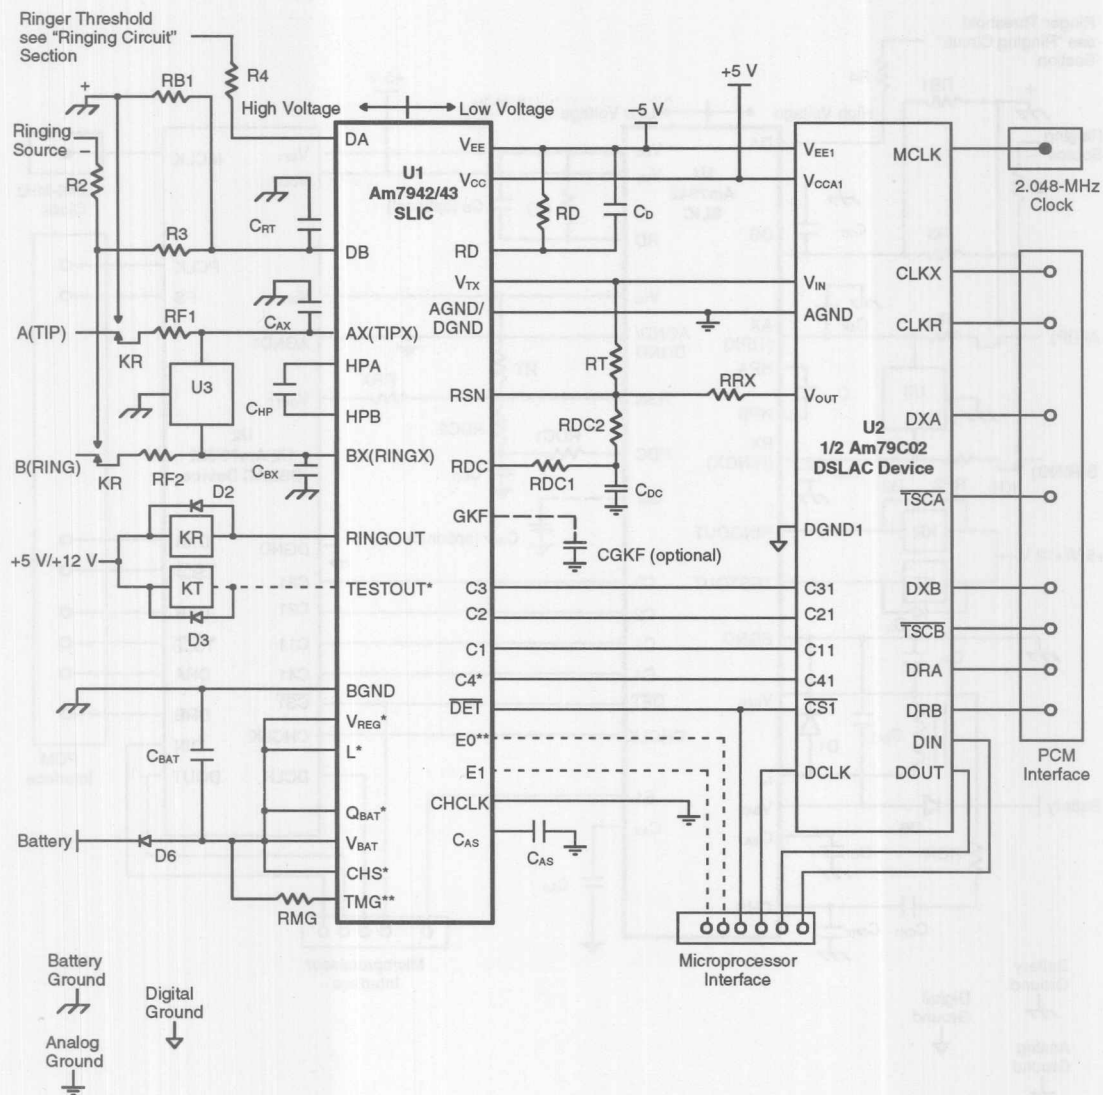 Ringer Threshold
see “Ringing Circuit”
Section
R4
RB1
+
High Voltage
Low Voltage
–5 V
+5 V
Ringing
Source –
R2
R3
CRT
CAX
A(TIP)
KR
RF1
U3
CHP
B(RING)
KR
RF2
CBX
D2
KR
+5 V/+12 V
KT
D3
CBAT
Battery
D6
RMG
DA
U1
Am7942/43
SLIC
DB
AX(TIPX)
HPA
HPB
BX(RINGX)
RINGOUT
TESTOUT*
BGND
VREG*
L*
QBAT*
VBAT
CHS*
TMG**
VEE
VCC
RD
VTX
AGND/
DGND
RSN
RDC
GKF
C3
C2
C1
C4*
DET
E0**
E1
CHCLK
CAS
RD
CD
RT
RRX
RDC2
RDC1
CDC
CGKF (optional)
CAS
VEE1
VCCA1
VIN
AGND
VOUT
U2
1/2 Am79C02
DSLAC Device
DGND1
C31
C21
C11
C41
CS1
DCLK
MCLK
CLKX
CLKR
DXA
TSCA
DXB
TSCB
DRA
DRB
DIN
DOUT
2.048-MHz
Clock
PCM
Interface
Microprocessor
Interface
Battery
Ground
Digital
Ground
Analog
Ground